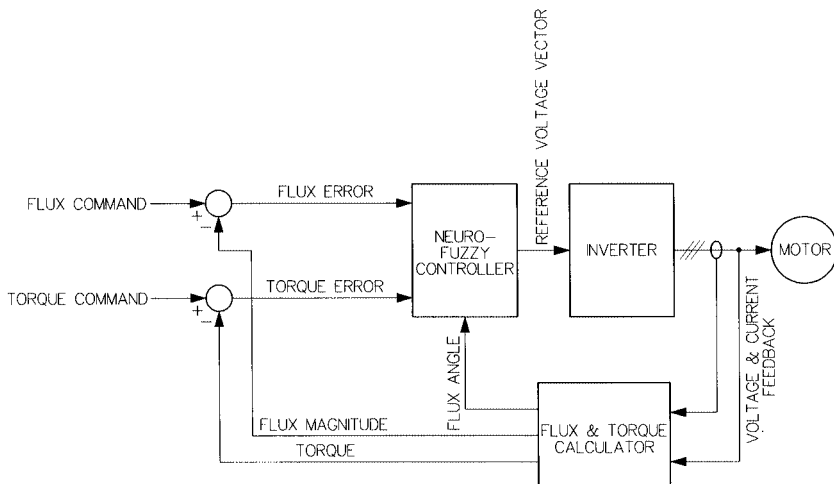 REFERENCE VOLTAGE VECTOR
FLUX COMMAND
+
−
FLUX ERROR
NEURO–
FUZZY
CONTROLLER
INVERTER
MOTOR
TORQUE COMMAND
+
−
TORQUE ERROR
FLUX ANGLE
VOLTAGE & CURRENT
FEEDBACK
FLUX MAGNITUDE
TORQUE
FLUX & TORQUE
CALCULATOR